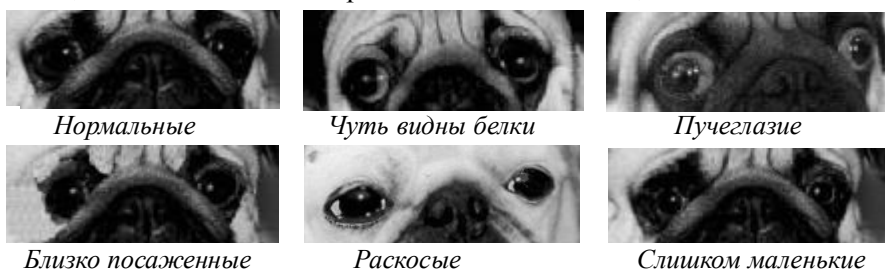 Нормальные
Чуть видны белки
Пучеглазие
Близко посаженные
Раскосые
Слишком маленькие